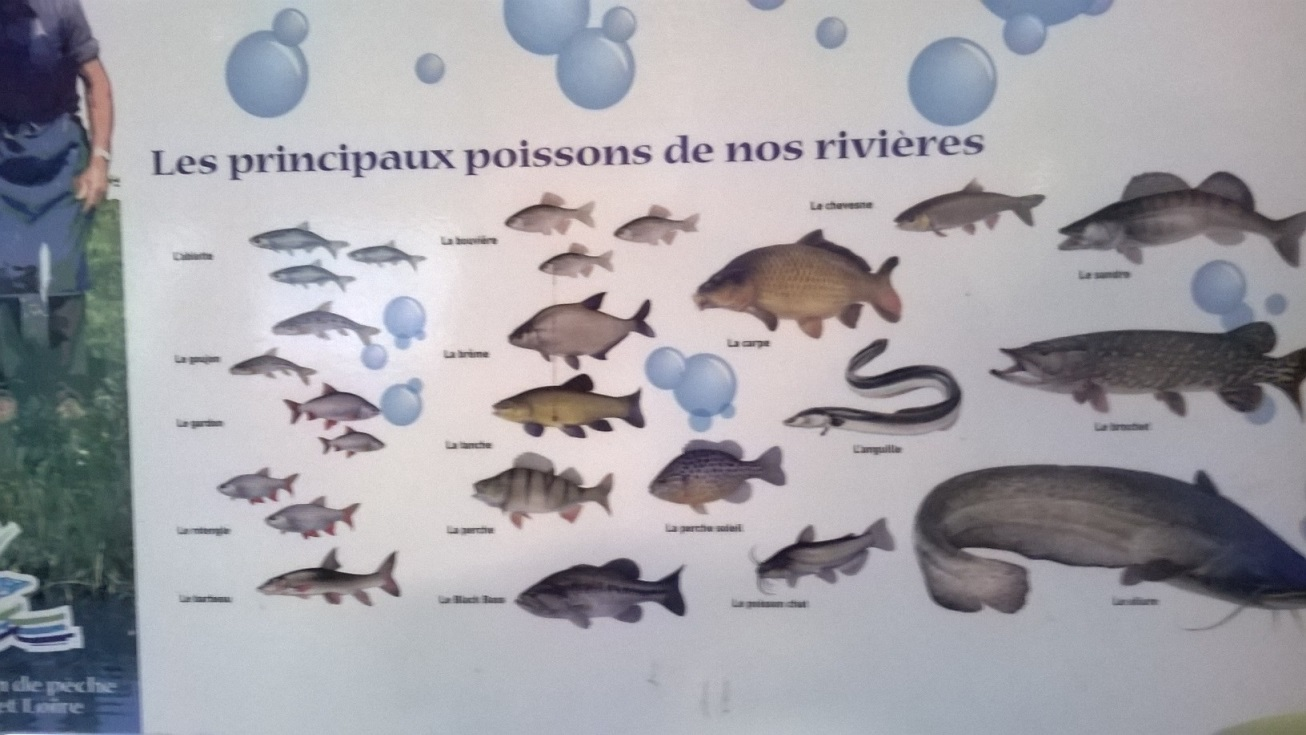 Les principaux poissons de nos rivières
L'ablette
La bouvière
Le chevesne
Le sandre
Le goujon
La brème
La carpe
Le gardon
La tanche
L'anguille
Le brochet
Le rotengle
La perche
La perche soleil
Le barbeau
Le Black Bass
Le poisson chat
Le silure
de pêche
et Loire